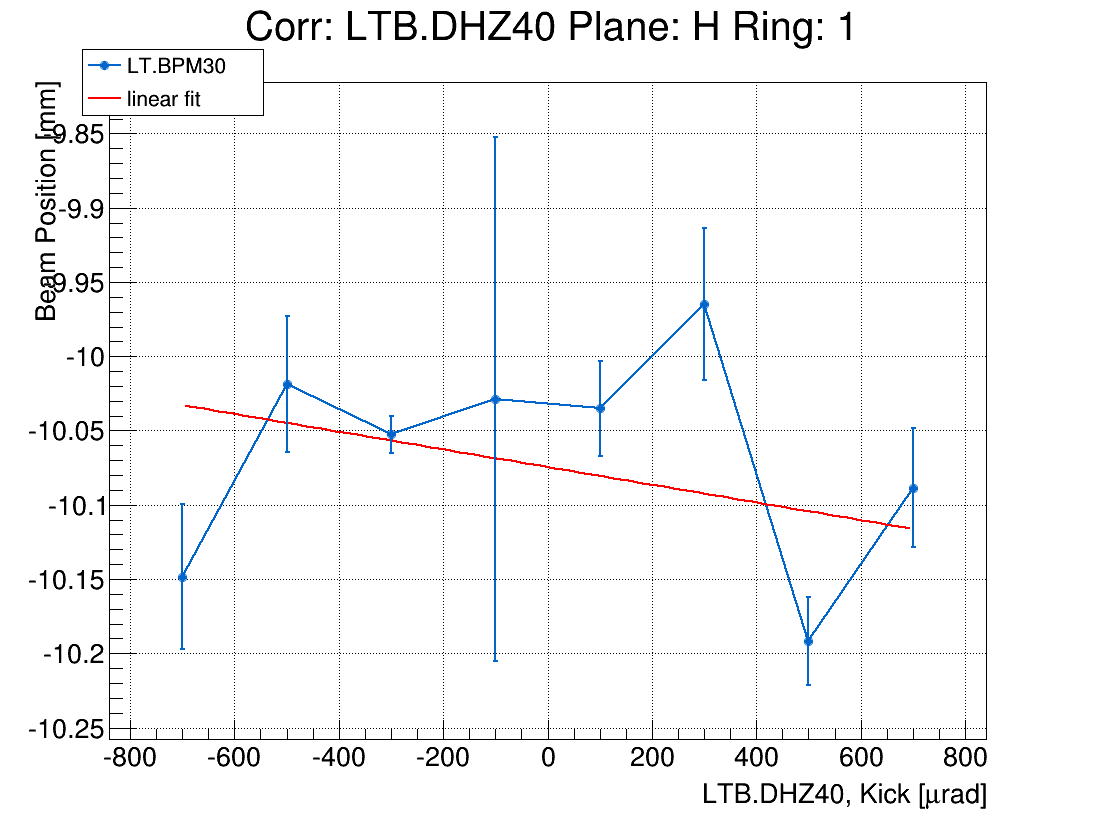 Corr: LTB.DHZ40 Plane: H Ring: 1
LT.BPM30
linear fit
Beam Position [mm]
-9.85
-9.9
-9.95
-10
-10.05
-10.1
-10.15
-10.2
-10.25
-800 -600 -400 -200 0 200 400 600 800
LTB.DHZ40, Kick [μrad]